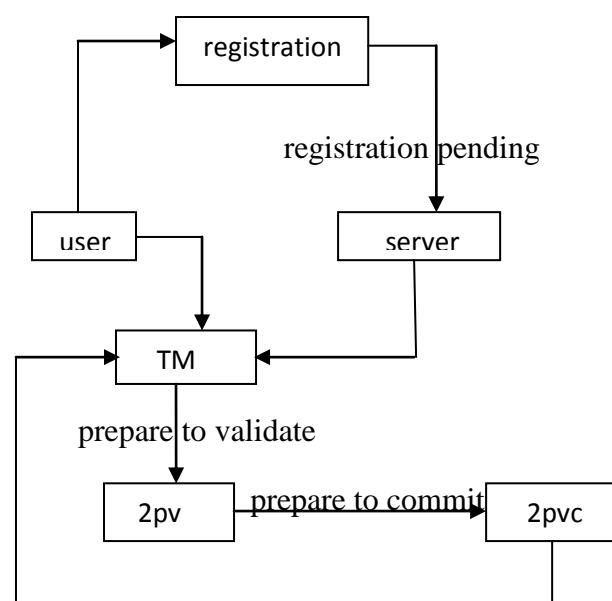 registration
registration pending
user
server
TM
prepare to validate
2pv
prepare to commit
2pvc